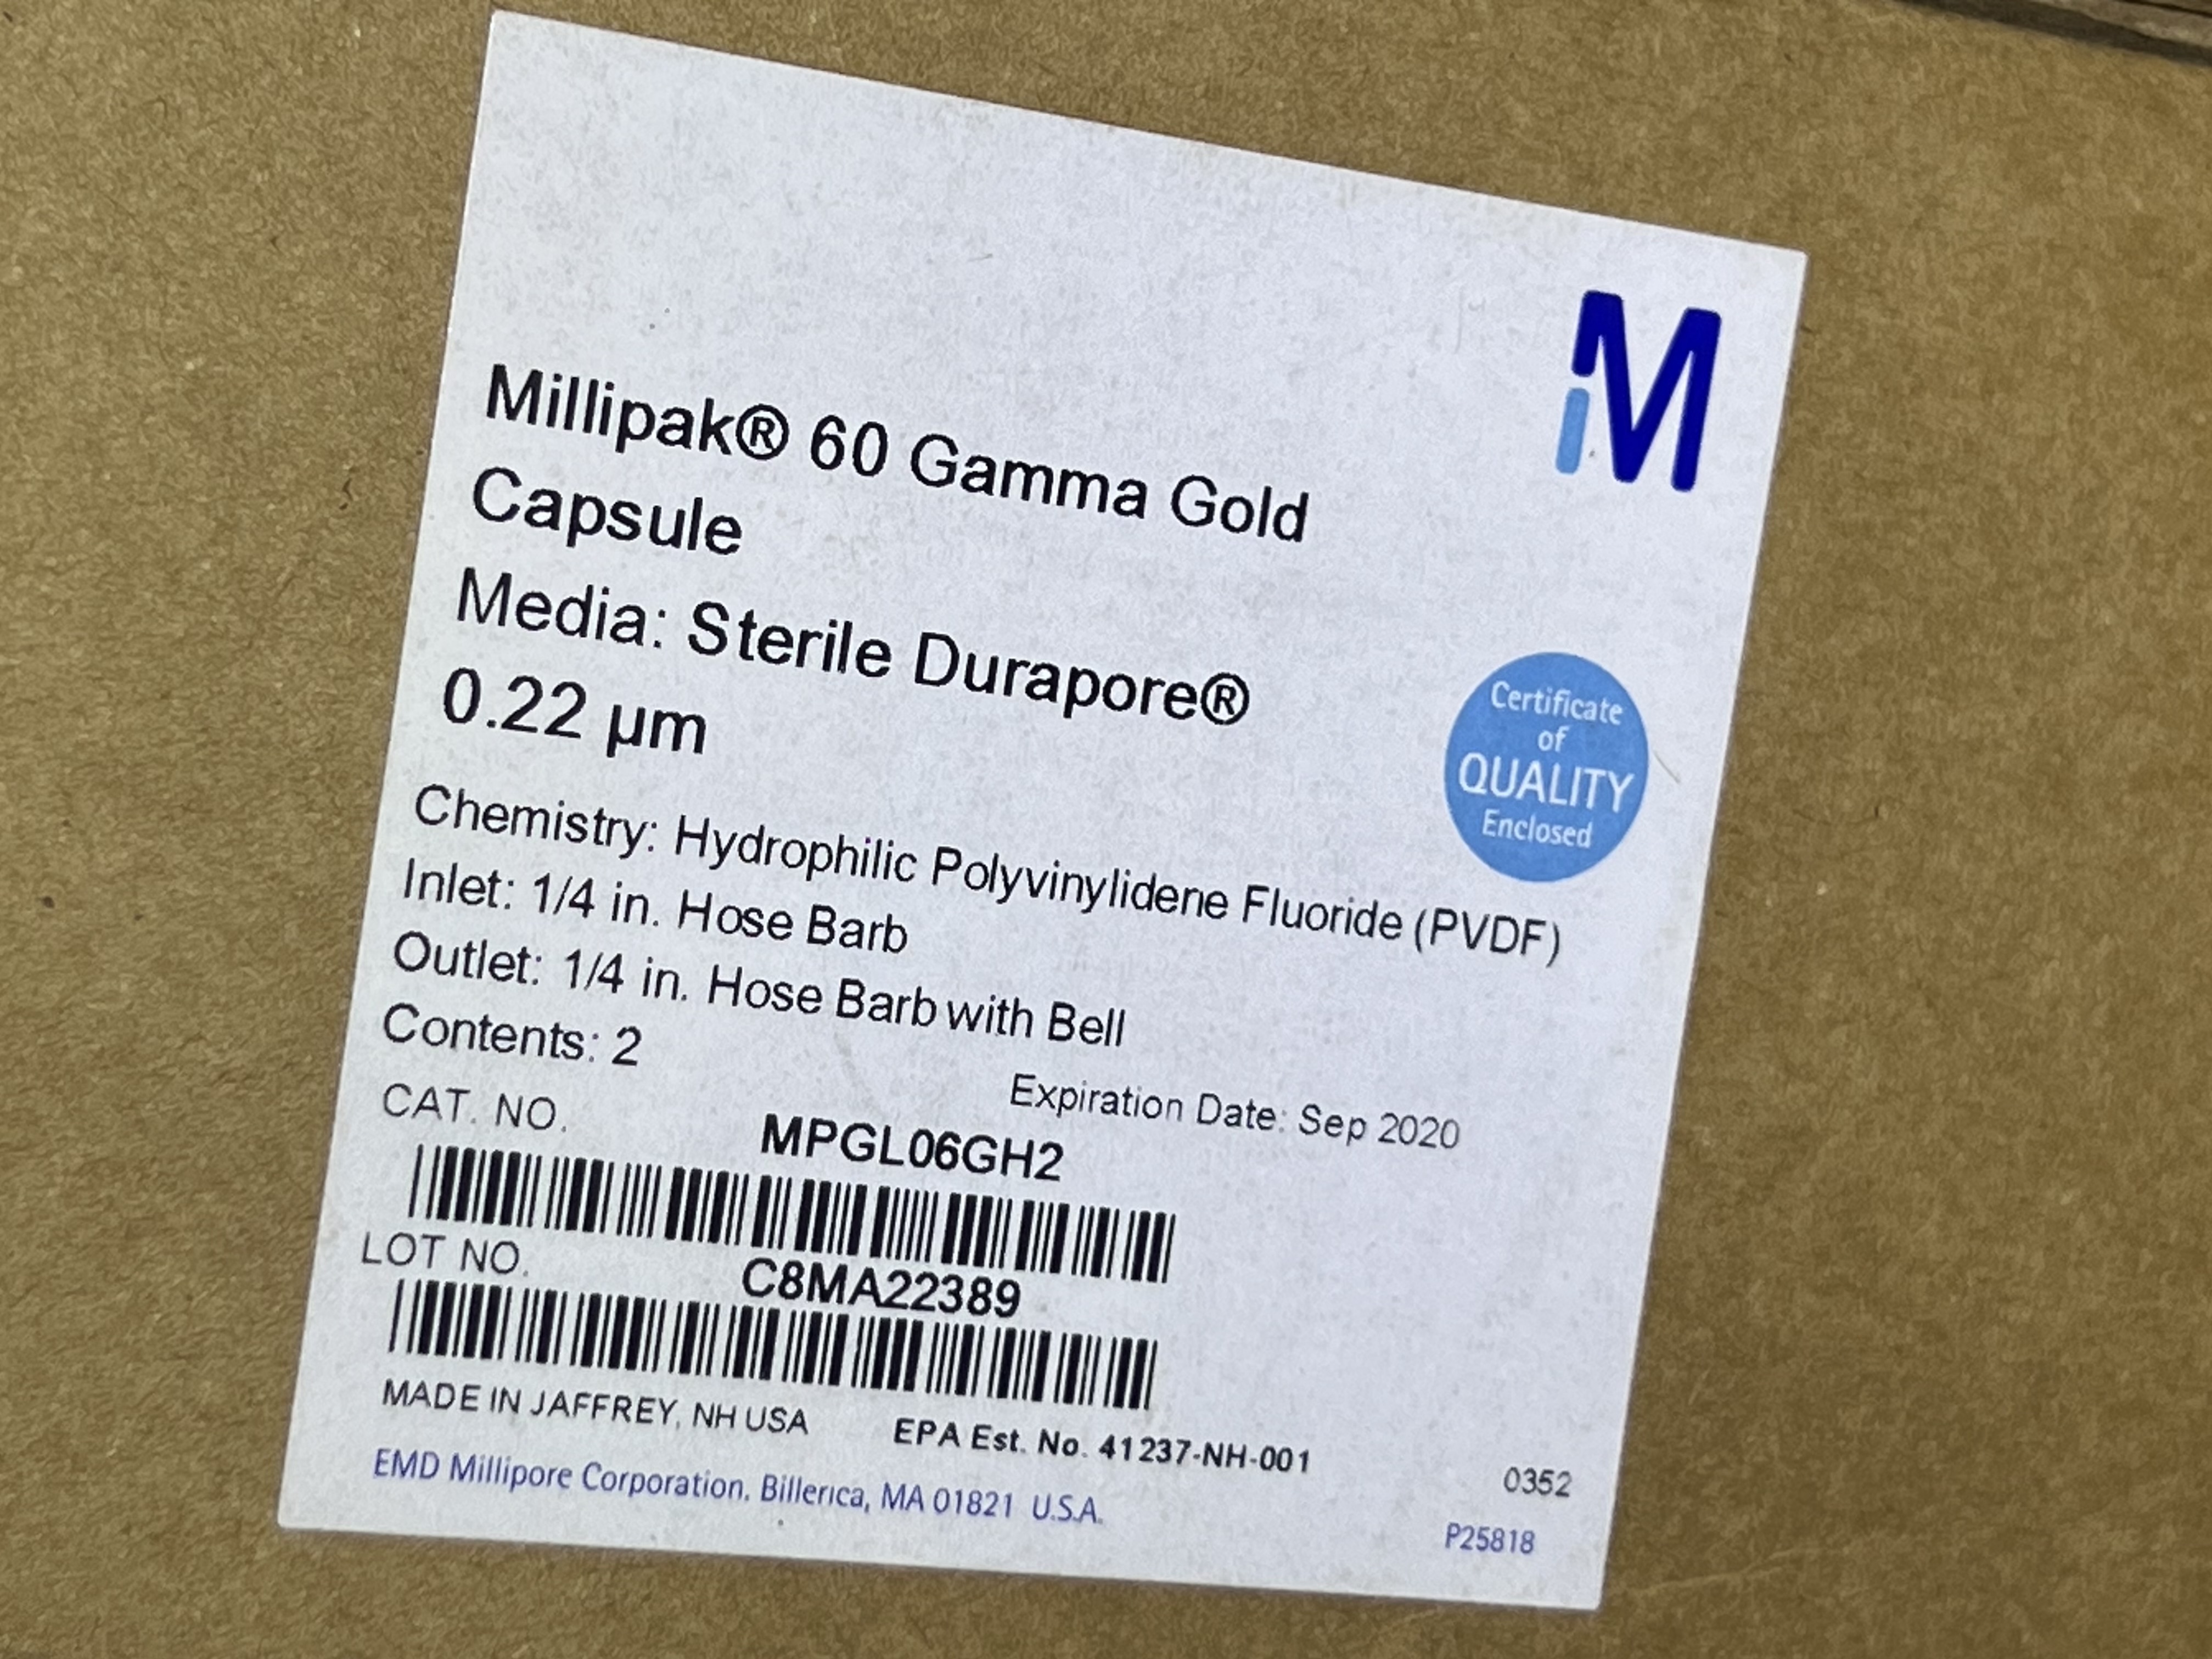 M
Millipak® 60 Gamma Gold
Capsule
Media: Sterile Durapore®
0.22 µm
Certificate
of
QUALITY
Enclosed
Chemistry: Hydrophilic Polyvinylidene Fluoride (PVDF)
Inlet: 1/4 in. Hose Barb
Outlet: 1/4 in. Hose Barb with Bell
Contents: 2
Expiration Date: Sep 2020
CAT. NO.
MPGL06GH2
LOT NO.
C8MA22389
MADE IN JAFFREY, NH USA EPA Est. No. 41237-NH-001
0352
EMD Millipore Corporation. Billerica, MA 01821 U.S.A.
P25818